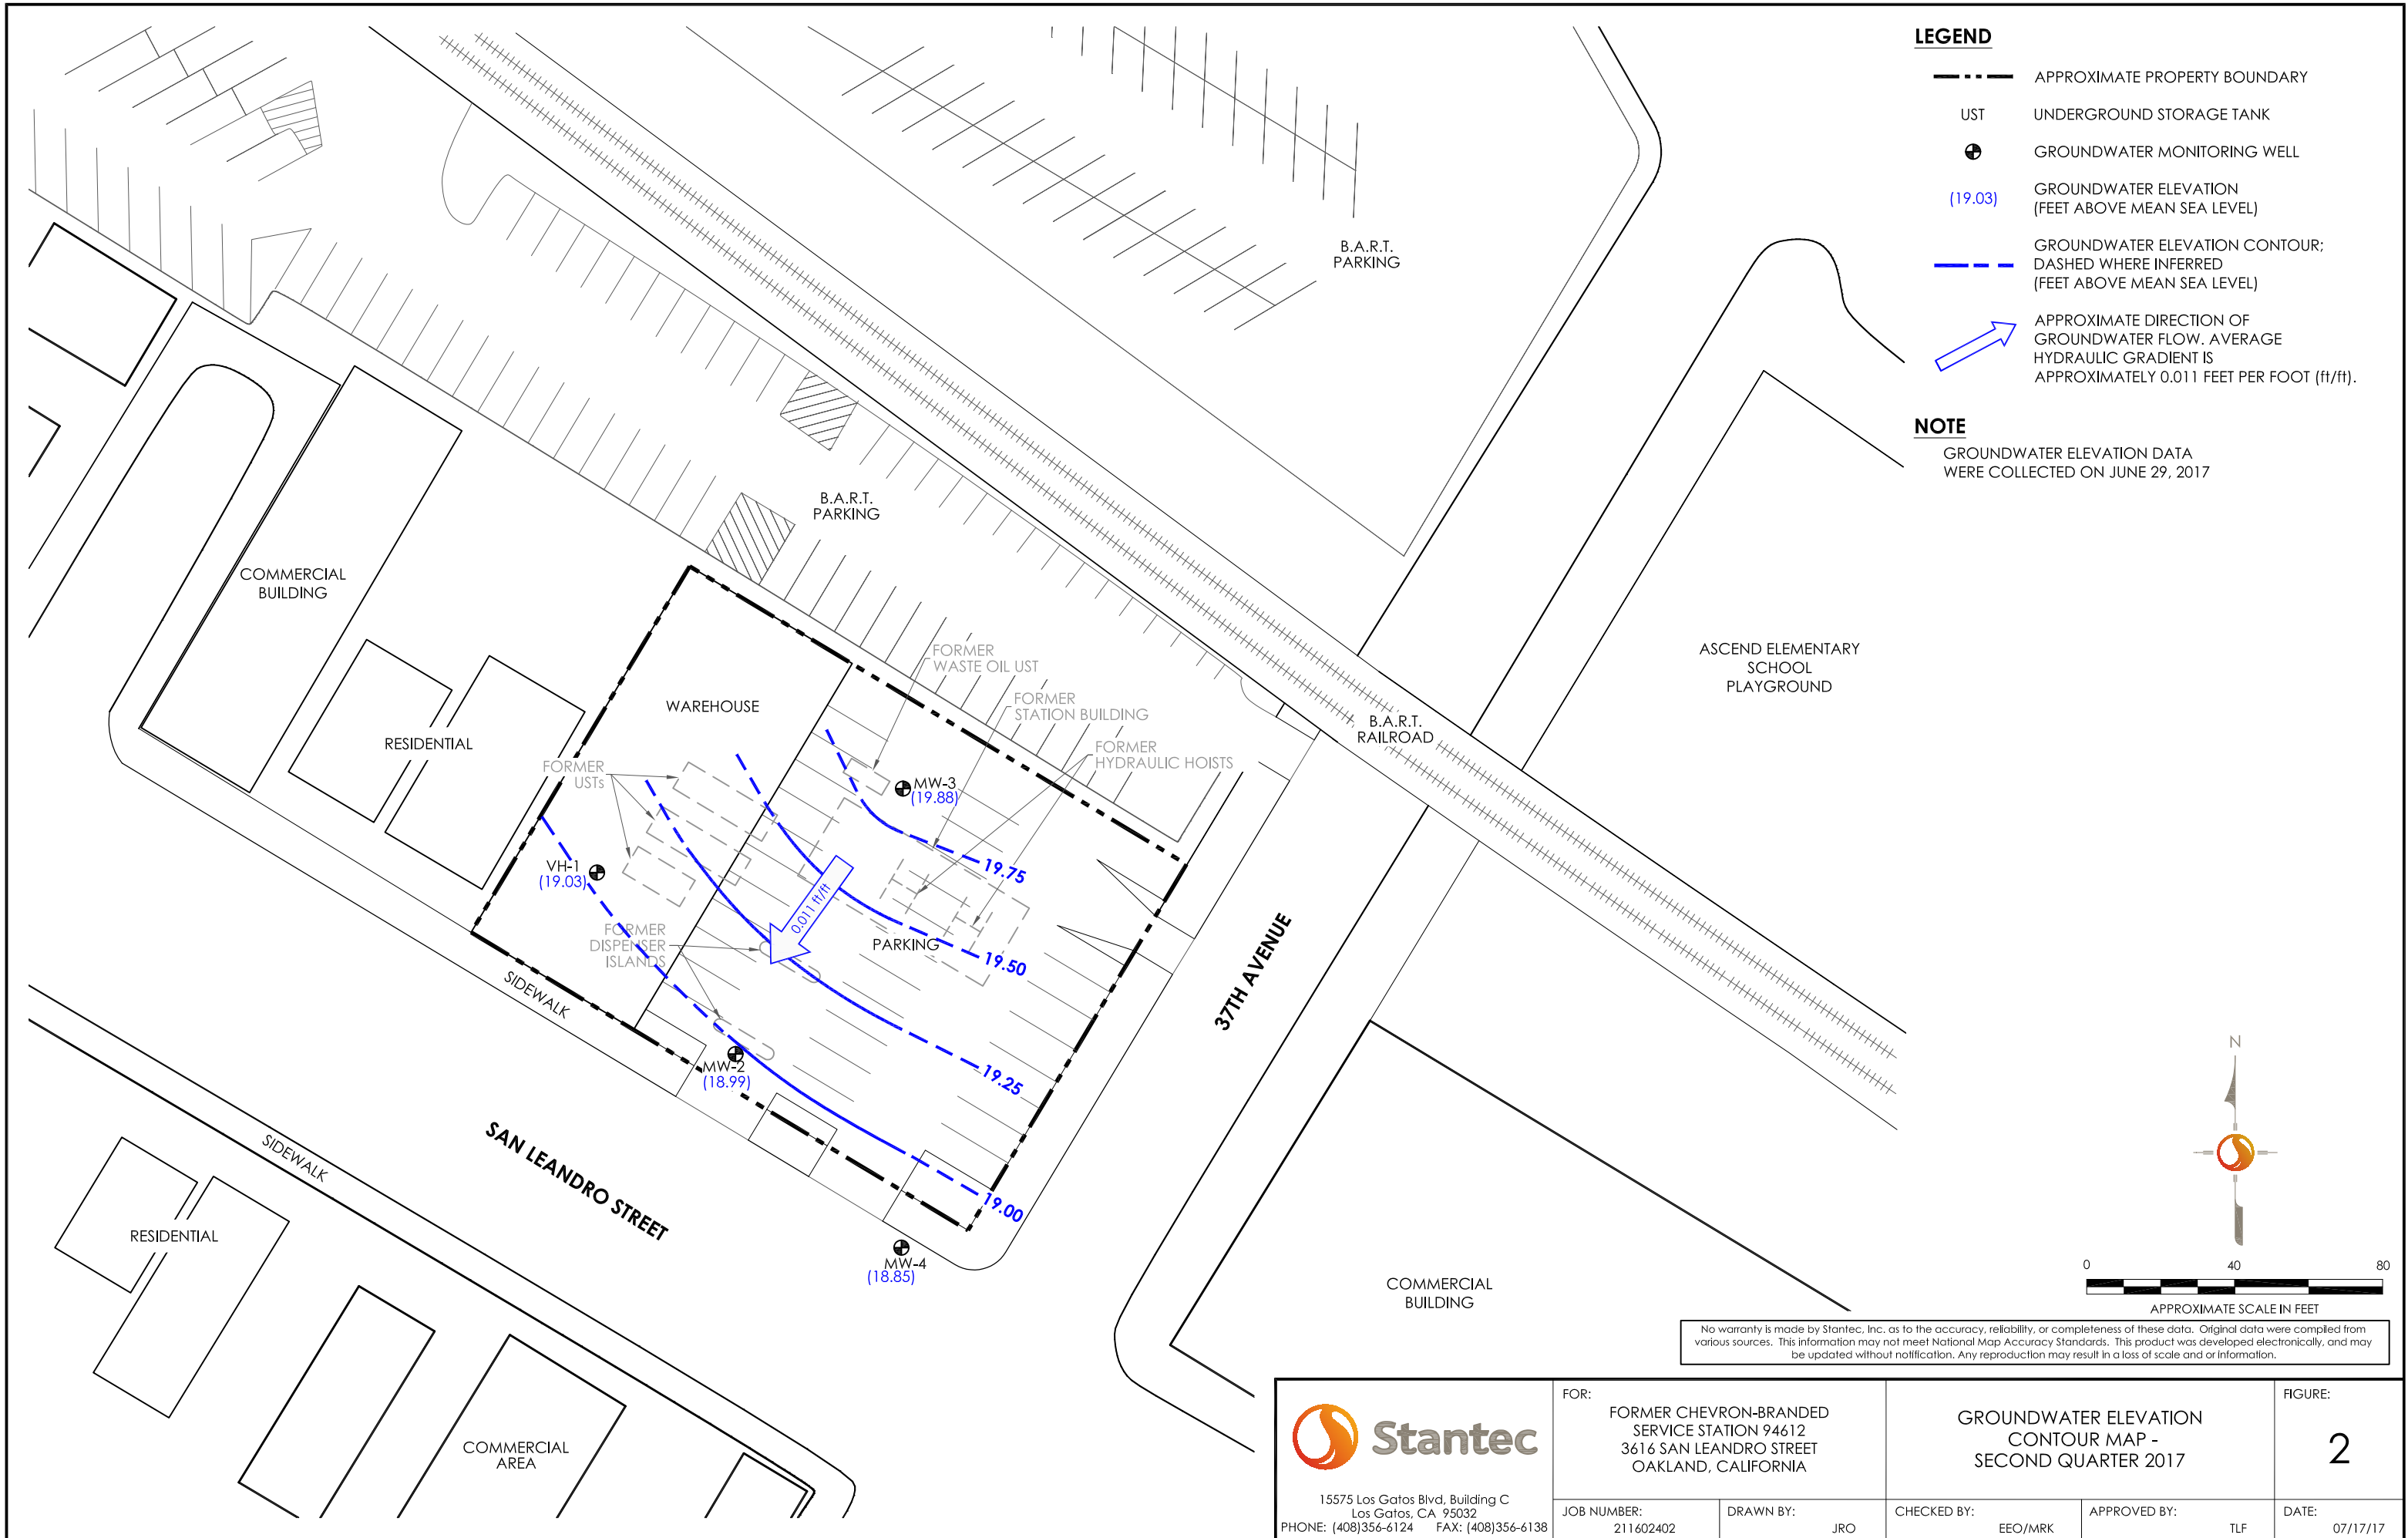 LEGEND
APPROXIMATE PROPERTY BOUNDARY
UST UNDERGROUND STORAGE TANK
GROUNDWATER MONITORING WELL
(19.03) GROUNDWATER ELEVATION
(FEET ABOVE MEAN SEA LEVEL)
GROUNDWATER ELEVATION CONTOUR;
DASHED WHERE INFERRED
(FEET ABOVE MEAN SEA LEVEL)
APPROXIMATE DIRECTION OF
GROUNDWATER FLOW. AVERAGE
HYDRAULIC GRADIENT IS
APPROXIMATELY 0.011 FEET PER FOOT (ft/ft).
NOTE
GROUNDWATER ELEVATION DATA
WERE COLLECTED ON JUNE 29, 2017
B.A.R.T.
PARKING
B.A.R.T.
PARKING
COMMERCIAL
BUILDING
RESIDENTIAL
WAREHOUSE
FORMER
WASTE OIL UST
FORMER
STATION BUILDING
FORMER
HYDRAULIC HOISTS
B.A.R.T.
RAILROAD
ASCEND ELEMENTARY
SCHOOL
PLAYGROUND
FORMER
USTs
MW-3
(19.88)
VH-1
(19.03)
19.75
0.011 ft/ft
FORMER
DISPENSER
ISLANDS
PARKING
19.50
37TH AVENUE
SIDEWALK
MW-2
(18.99)
19.25
SAN LEANDRO STREET
SIDEWALK
19.00
RESIDENTIAL
MW-4
(18.85)
COMMERCIAL
BUILDING
COMMERCIAL
AREA
N
0 40 80
APPROXIMATE SCALE IN FEET
No warranty is made by Stantec, Inc. as to the accuracy, reliability, or completeness of these data. Original data were compiled from
various sources. This information may not meet National Map Accuracy Standards. This product was developed electronically, and may
be updated without notification. Any reproduction may result in a loss of scale and or information.
Stantec
15575 Los Gatos Blvd, Building C
Los Gatos, CA 95032
PHONE: (408)356-6124 FAX: (408)356-6138
FOR:
FORMER CHEVRON-BRANDED
SERVICE STATION 94612
3616 SAN LEANDRO STREET
OAKLAND, CALIFORNIA
GROUNDWATER ELEVATION
CONTOUR MAP -
SECOND QUARTER 2017
FIGURE:
2
JOB NUMBER:
211602402
DRAWN BY:
JRO
CHECKED BY:
EEO/MRK
APPROVED BY:
TLF
DATE:
07/17/17